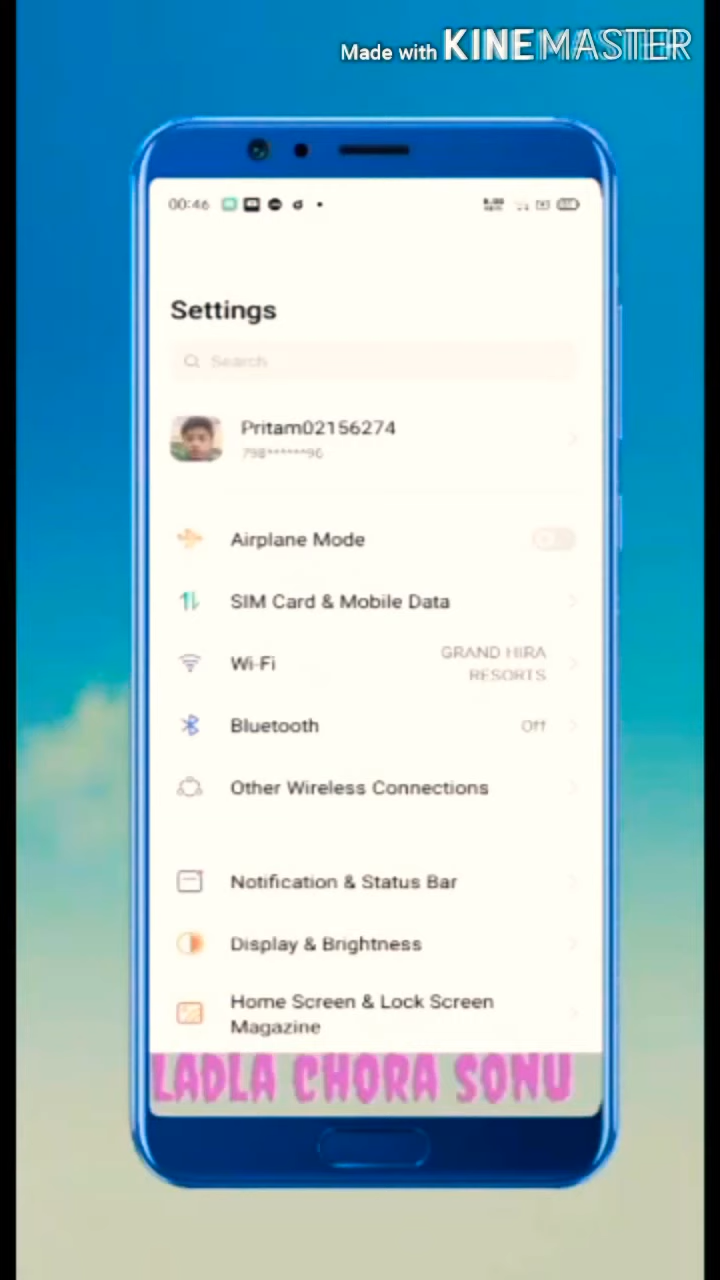 Made with KINEMASTER
00:46
Settings
Search
Pritam02156274
798******96
Airplane Mode
SIM Card & Mobile Data
Wi-Fi
GRAND HIRA
RESORTS
Bluetooth
Off
Other Wireless Connections
Notification & Status Bar
Display & Brightness
Home Screen & Lock Screen
Magazine
LADLA CHORA SONU